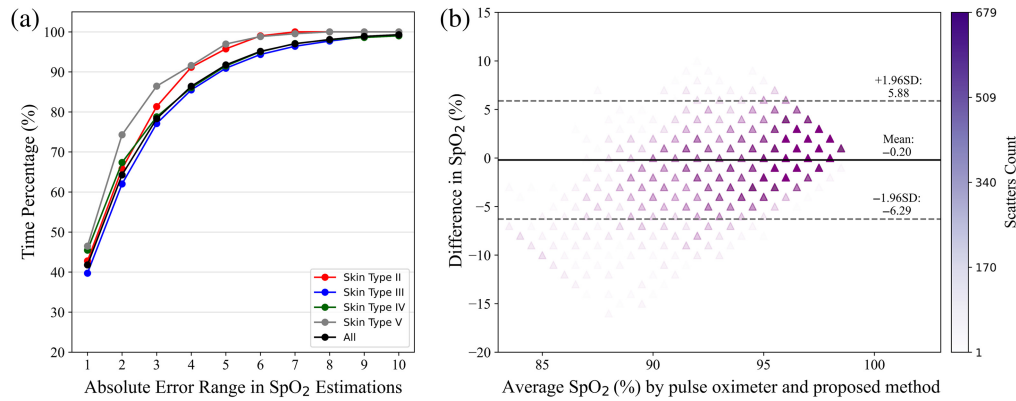 (a)
100
90
80
70
60
50
40
30
20
Time Percentage (%)
1 2 3 4 5 6 7 8 9 10
Absolute Error Range in SpO2 Estimations
Skin Type II
Skin Type III
Skin Type IV
Skin Type V
All
(b)
15
10
5
0
−5
−10
−15
−20
Difference in SpO2 (%)
85 90 95 100
Average SpO2 (%) by pulse oximeter and proposed method
+1.96SD:
5.88
Mean:
−0.20
−1.96SD:
−6.29
679
509
340
170
1
Scatters Count